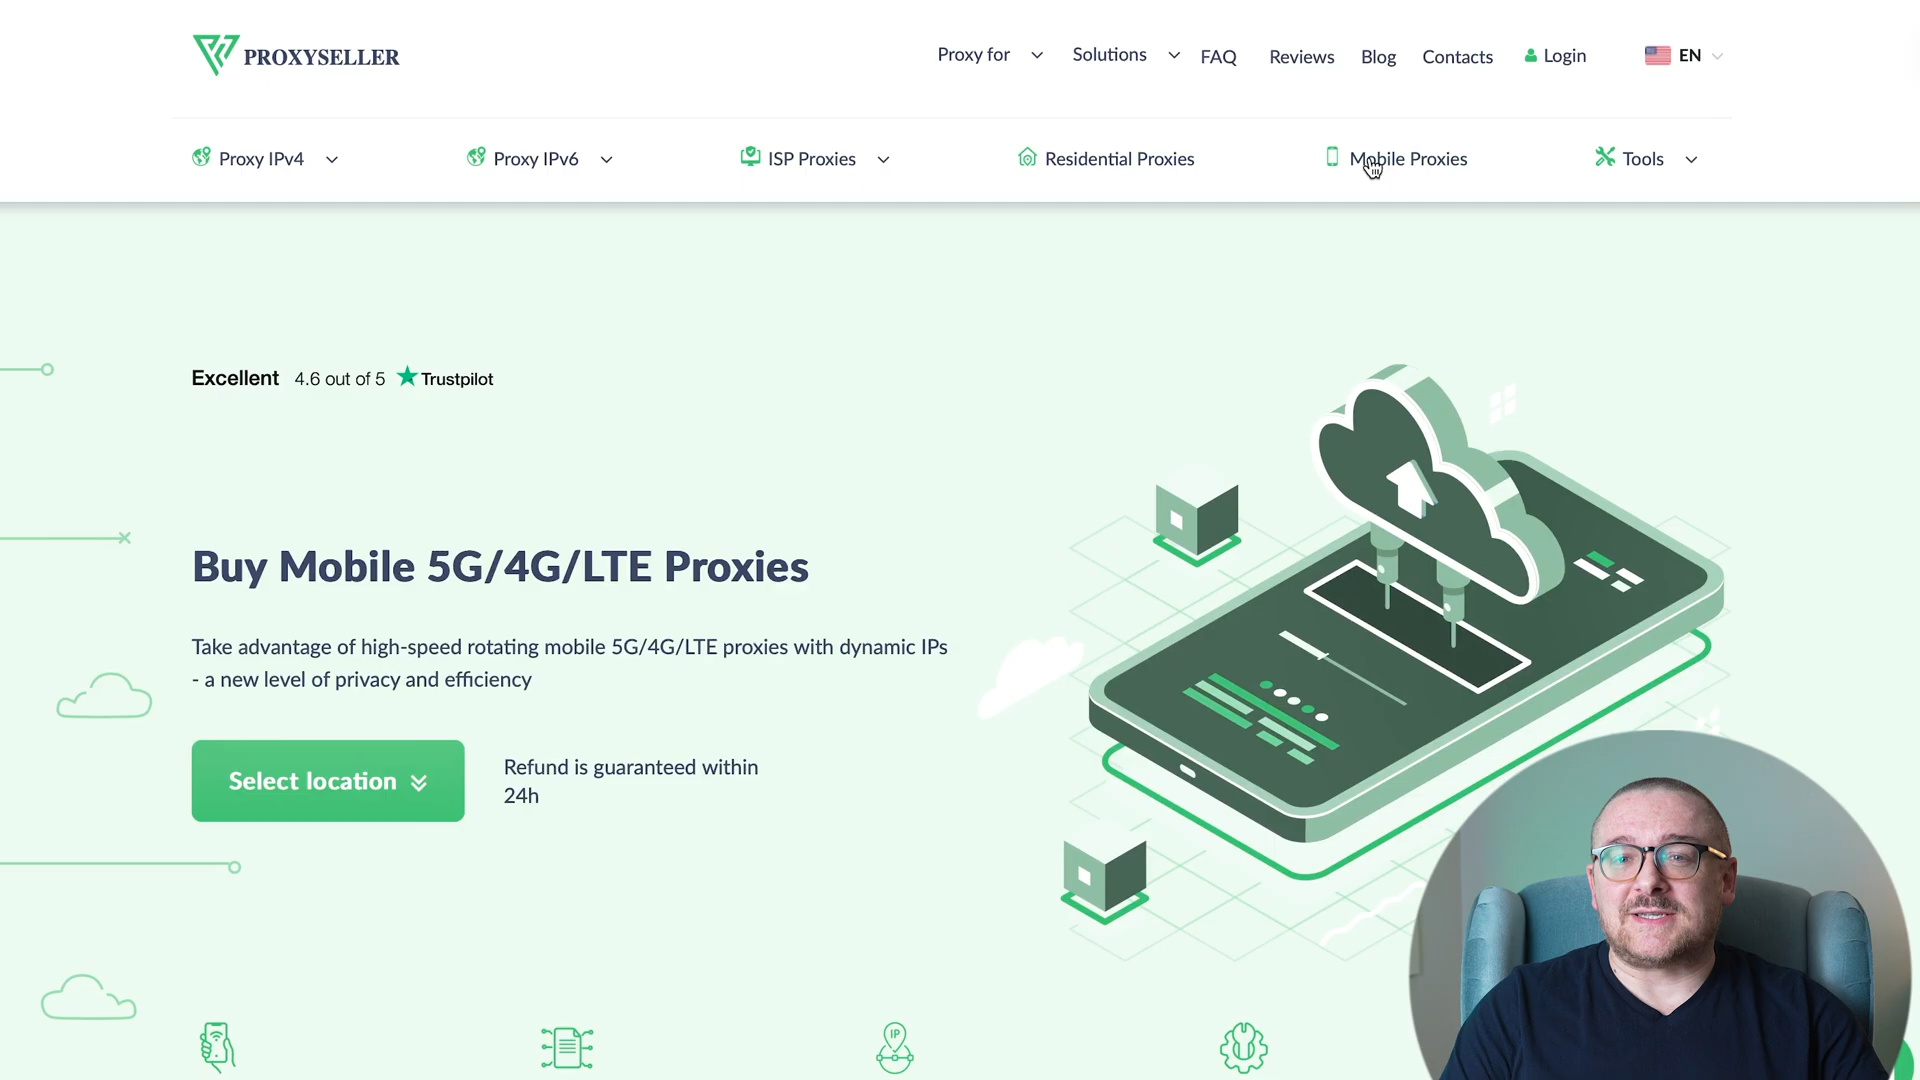 PROXYSELLER
Proxy for
Solutions
FAQ
Reviews
Blog
Contacts
Login
EN
Proxy IPv4
Proxy IPv6
ISP Proxies
Residential Proxies
Mobile Proxies
Tools
Excellent 4.6 out of 5 Trustpilot
Buy Mobile 5G/4G/LTE Proxies
Take advantage of high-speed rotating mobile 5G/4G/LTE proxies with dynamic IPs
- a new level of privacy and efficiency
Select location
Refund is guaranteed within
24h
IP